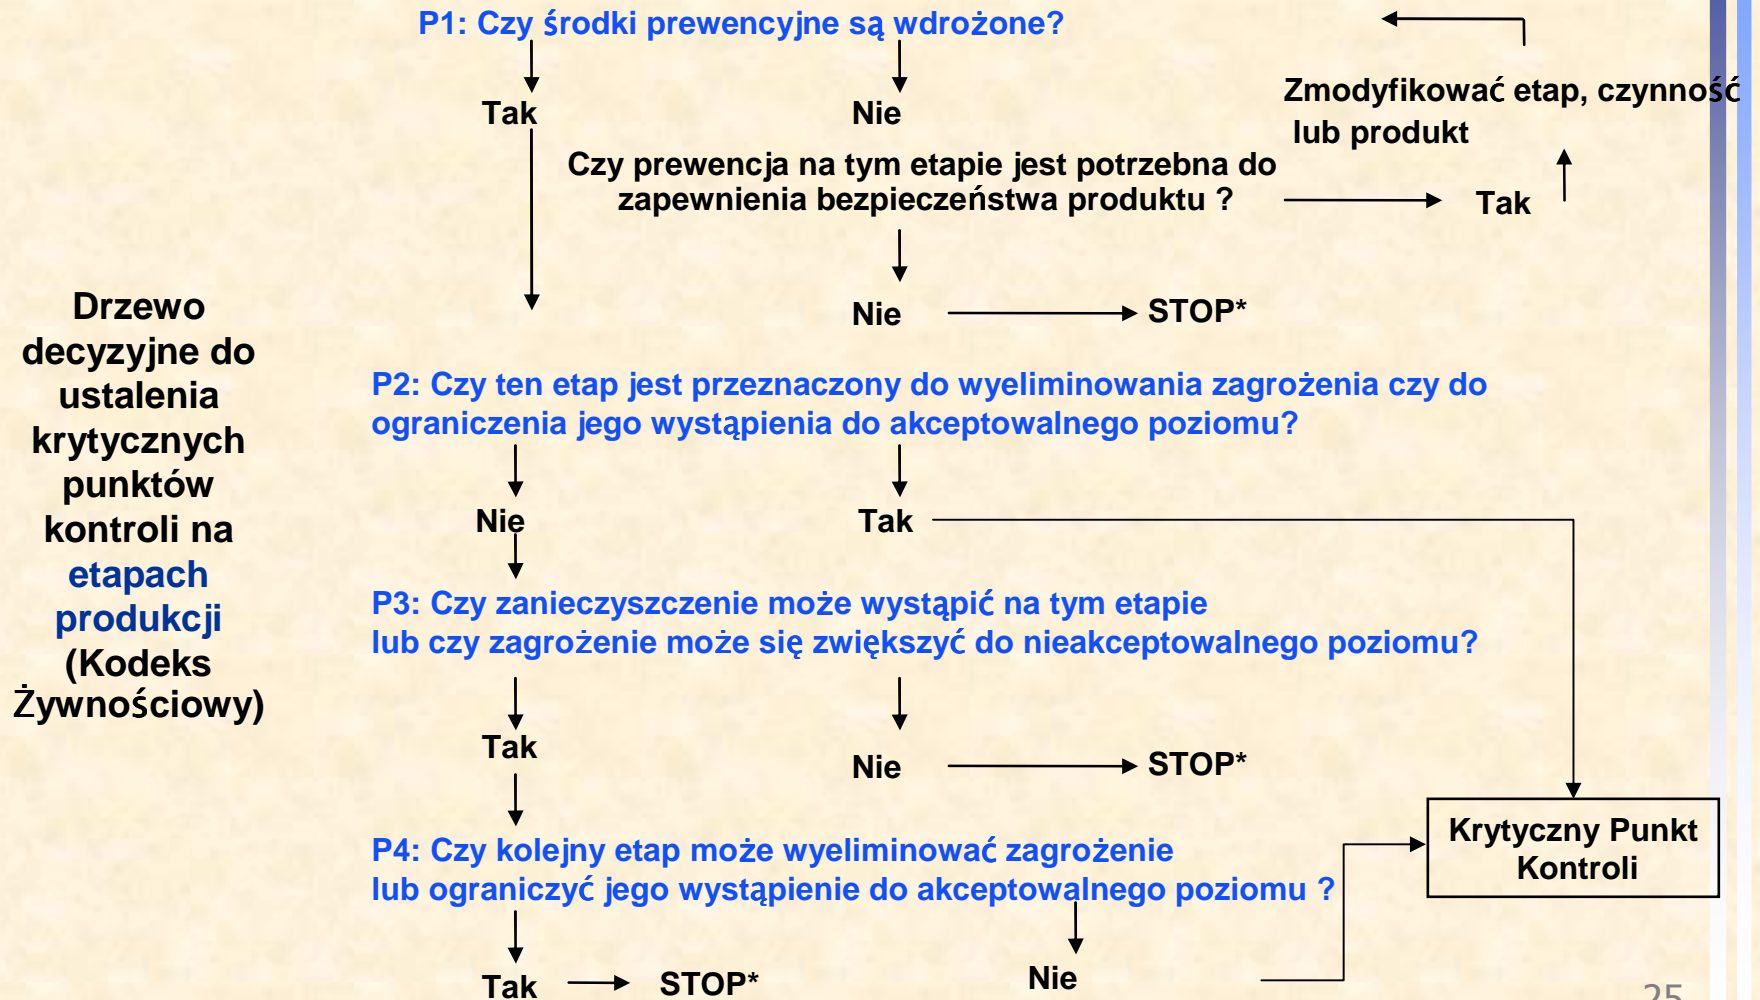 P1: Czy środki prewencyjne są wdrożone?
Tak
Nie
Zmodyfikować etap, czynność
lub produkt
Czy prewencja na tym etapie jest potrzebna do
zapewnienia bezpieczeństwa produktu ?
Tak
Nie
STOP*
Drzewo
decyzyjne do
ustalenia
krytycznych
punktów
kontroli na
etapach
produkcji
(Kodeks
Żywnościowy)
P2: Czy ten etap jest przeznaczony do wyeliminowania zagrożenia czy do
ograniczenia jego wystąpienia do akceptowalnego poziomu?
Nie
Tak
P3: Czy zanieczyszczenie może wystąpić na tym etapie
lub czy zagrożenie może się zwiększyć do nieakceptowalnego poziomu?
Tak
Nie
STOP*
P4: Czy kolejny etap może wyeliminować zagrożenie
lub ograniczyć jego wystąpienie do akceptowalnego poziomu ?
Krytyczny Punkt
Kontroli
Tak
STOP*
Nie
25